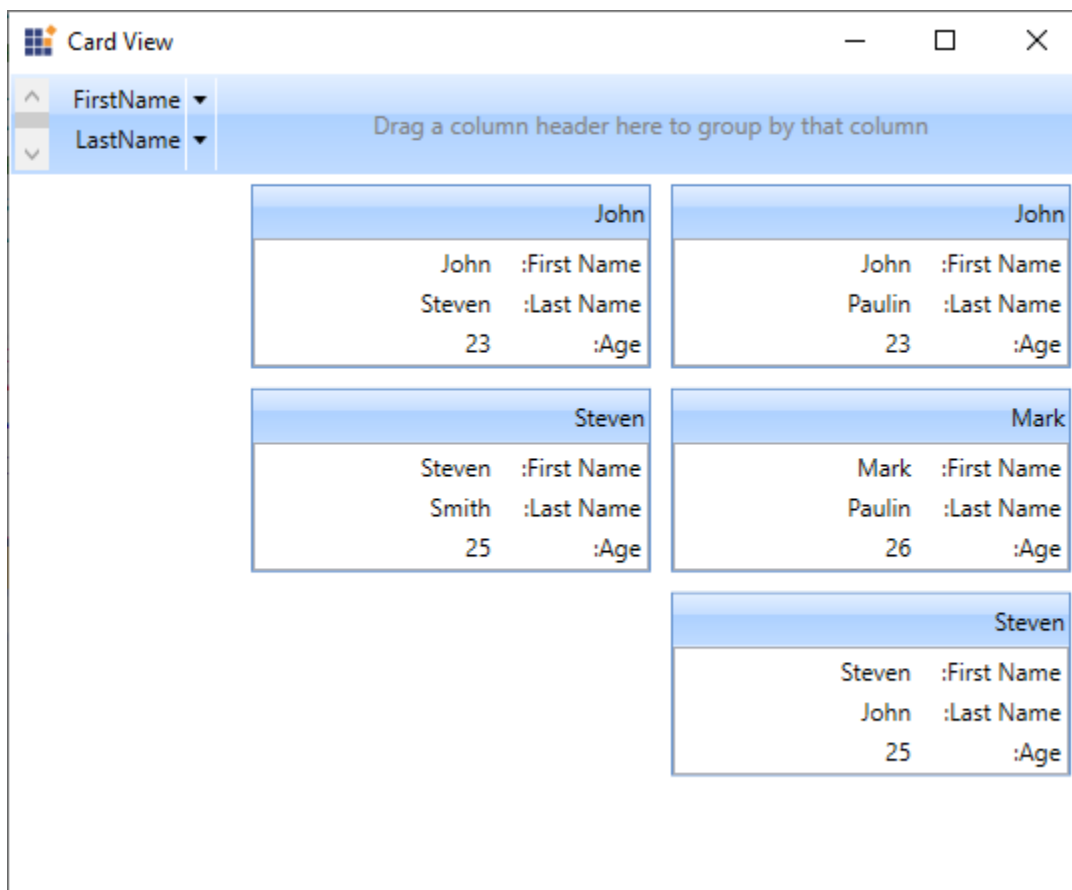 Card View
FirstName
LastName
Drag a column header here to group by that column
John
:First Name John
:Last Name Paulin
:Age 23
John
:First Name John
:Last Name Steven
:Age 23
Mark
:First Name Mark
:Last Name Paulin
:Age 26
Steven
:First Name Steven
:Last Name Smith
:Age 25
Steven
:First Name Steven
:Last Name John
:Age 25